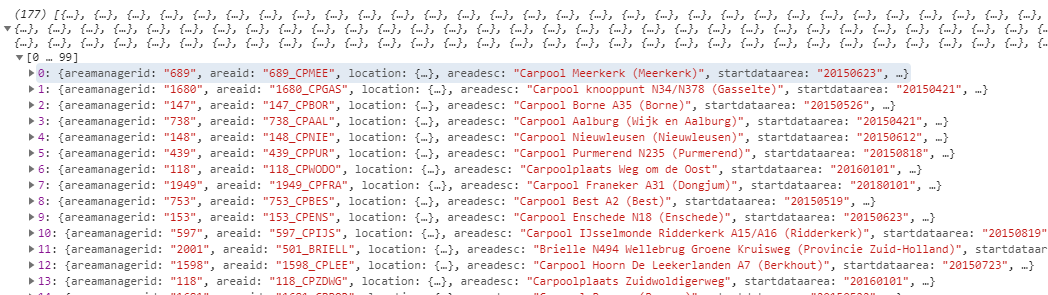 (177) [{…}, {…}, {…}, {…}, {…}, {…}, {…}, {…}, {…}, {…}, {…}, {…}, {…}, {…}, {…}, {…}, {…}, {…}, {…}, {…}, {…}, {…}, {…}, {…}, {…}, {…},
{…}, {…}, {…}, {…}, {…}, {…}, {…}, {…}, {…}, {…}, {…}, {…}, {…}, {…}, {…}, {…}, {…}, {…}, {…}, {…}, {…}, {…}, {…}, {…}, {…}, {…}, {…},
{…}, {…}, {…}, {…}, {…}, {…}, {…}, {…}, {…}, {…}, {…}, {…}, {…}, {…}, {…}, {…}, {…}, {…}, {…}, {…}, {…}, {…}, {…}, {…}, {…}, {…}, {…},
[0 … 99]
0: {areamanagerid: "689", areaid: "689_CPMEE", location: {…}, areadesc: "Carpool Meerkerk (Meerkerk)", startdataarea: "20150623", …}
1: {areamanagerid: "1680", areaid: "1680_CPGAS", location: {…}, areadesc: "Carpool knooppunt N34/N378 (Gasselte)", startdataarea: "20150421", …}
2: {areamanagerid: "147", areaid: "147_CPBOR", location: {…}, areadesc: "Carpool Borne A35 (Borne)", startdataarea: "20150526", …}
3: {areamanagerid: "738", areaid: "738_CPAAL", location: {…}, areadesc: "Carpool Aalburg (Wijk en Aalburg)", startdataarea: "20150421", …}
4: {areamanagerid: "148", areaid: "148_CPNIE", location: {…}, areadesc: "Carpool Nieuwleusen (Nieuwleusen)", startdataarea: "20150612", …}
5: {areamanagerid: "439", areaid: "439_CPPUR", location: {…}, areadesc: "Carpool Purmerend N235 (Purmerend)", startdataarea: "20150818", …}
6: {areamanagerid: "118", areaid: "118_CPWODO", location: {…}, areadesc: "Carpoolplaats Weg om de Oost", startdataarea: "20160101", …}
7: {areamanagerid: "1949", areaid: "1949_CPFRA", location: {…}, areadesc: "Carpool Franeker A31 (Dongjum)", startdataarea: "20180101", …}
8: {areamanagerid: "753", areaid: "753_CPBES", location: {…}, areadesc: "Carpool Best A2 (Best)", startdataarea: "20150519", …}
9: {areamanagerid: "153", areaid: "153_CPENS", location: {…}, areadesc: "Carpool Enschede N18 (Enschede)", startdataarea: "20150623", …}
10: {areamanagerid: "597", areaid: "597_CPIJS", location: {…}, areadesc: "Carpool IJsselmonde Ridderkerk A15/A16 (Ridderkerk)", startdataarea: "20150819"
11: {areamanagerid: "2001", areaid: "501_BRIELL", location: {…}, areadesc: "Brielle N494 Wellebrug Groene Kruisweg (Provincie Zuid-Holland)", startdataar
12: {areamanagerid: "1598", areaid: "1598_CPLEE", location: {…}, areadesc: "Carpool Hoorn De Leekerlanden A7 (Berkhout)", startdataarea: "20150723", …}
13: {areamanagerid: "118", areaid: "118_CPZDWG", location: {…}, areadesc: "Carpoolplaats Zuidwoldigerweg", startdataarea: "20160101", …}